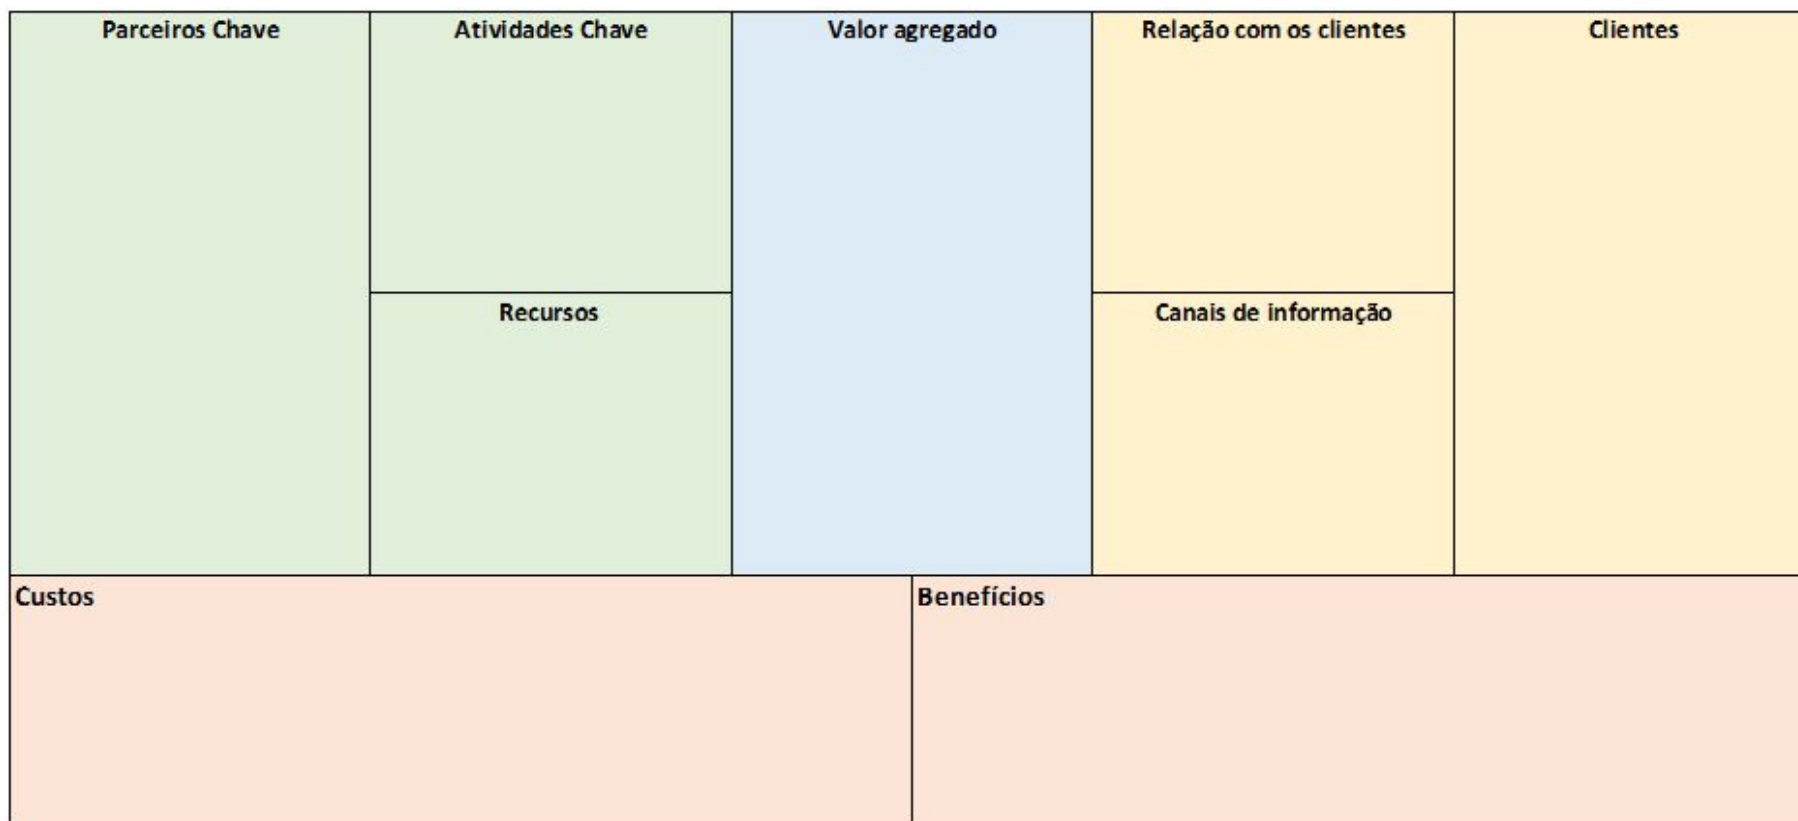 Parceiros Chave
Atividades Chave
Valor agregado
Relação com os clientes
Clientes
Recursos
Canais de informação
Custos
Benefícios